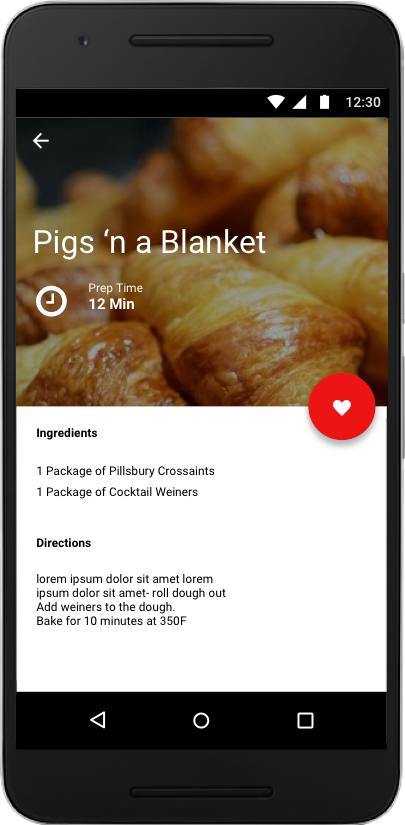 12:30
Pigs ‘n a Blanket
Prep Time
12 Min
Ingredients
1 Package of Pillsbury Crossaints
1 Package of Cocktail Weiners
Directions
lorem ipsum dolor sit amet lorem
ipsum dolor sit amet- roll dough out
Add weiners to the dough.
Bake for 10 minutes at 350F